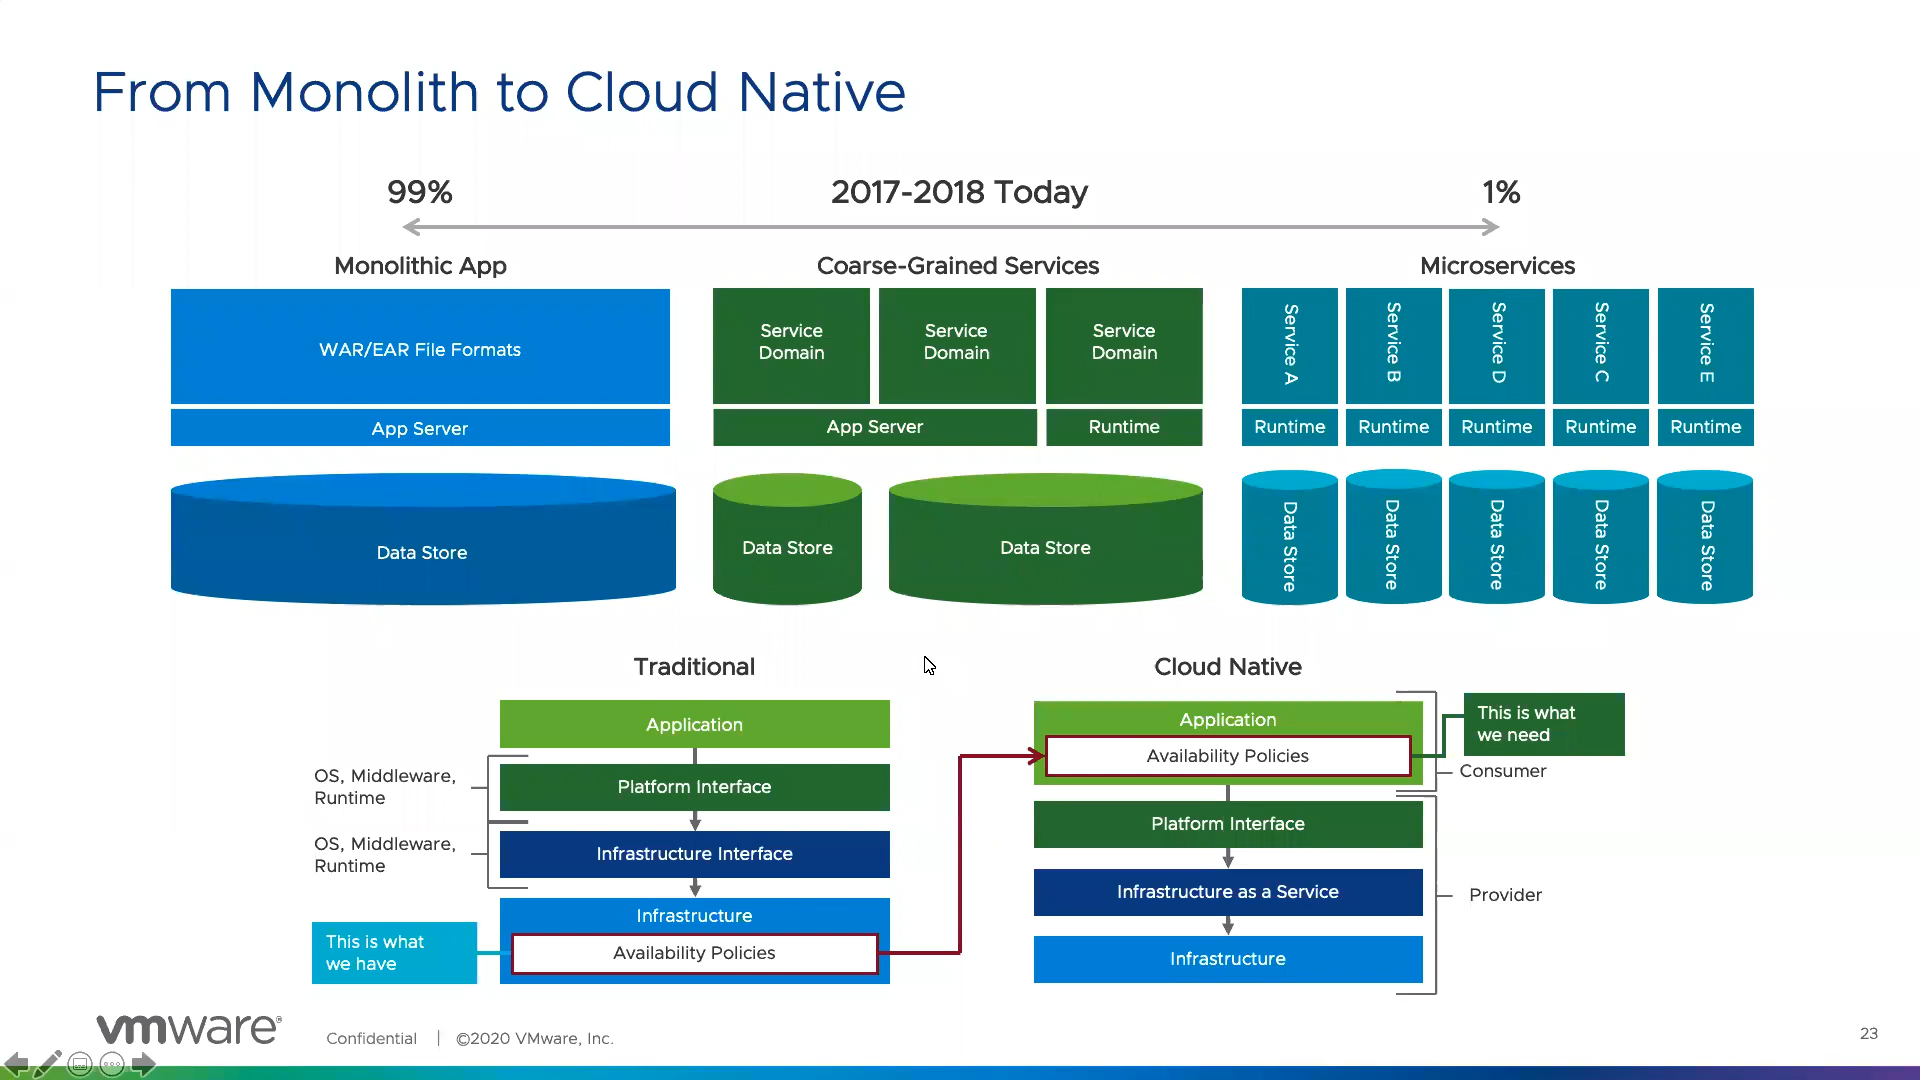 From Monolith to Cloud Native
99%
2017-2018 Today
1%
Monolithic App
Coarse-Grained Services
Microservices
WAR/EAR File Formats
App Server
Data Store
Service
Domain
Service
Domain
Service
Domain
App Server
Runtime
Data Store
Data Store
Service A
Service B
Service D
Service C
Service E
Runtime
Runtime
Runtime
Runtime
Runtime
Data Store
Data Store
Data Store
Data Store
Data Store
Traditional
Application
OS, Middleware,
Runtime
Platform Interface
OS, Middleware,
Runtime
Infrastructure Interface
Infrastructure
This is what
we have
Availability Policies
Cloud Native
Application
Availability Policies
This is what
we need
Consumer
Platform Interface
Infrastructure as a Service
Provider
Infrastructure
vmware®
Confidential | ©2020 VMware, Inc.
23